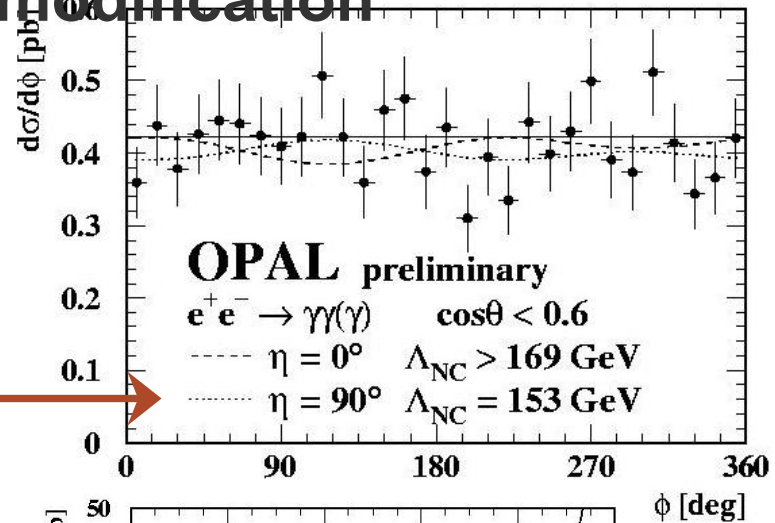 modification
dσ/dφ [pb
0.5
0.4
0.3
0.2
0.1
0
OPAL preliminary
e⁺e⁻ → γγ(γ) cosθ < 0.6
η = 0° Λ_NC > 169 GeV
η = 90° Λ_NC = 153 GeV
0 90 180 270 360
φ [deg]
50